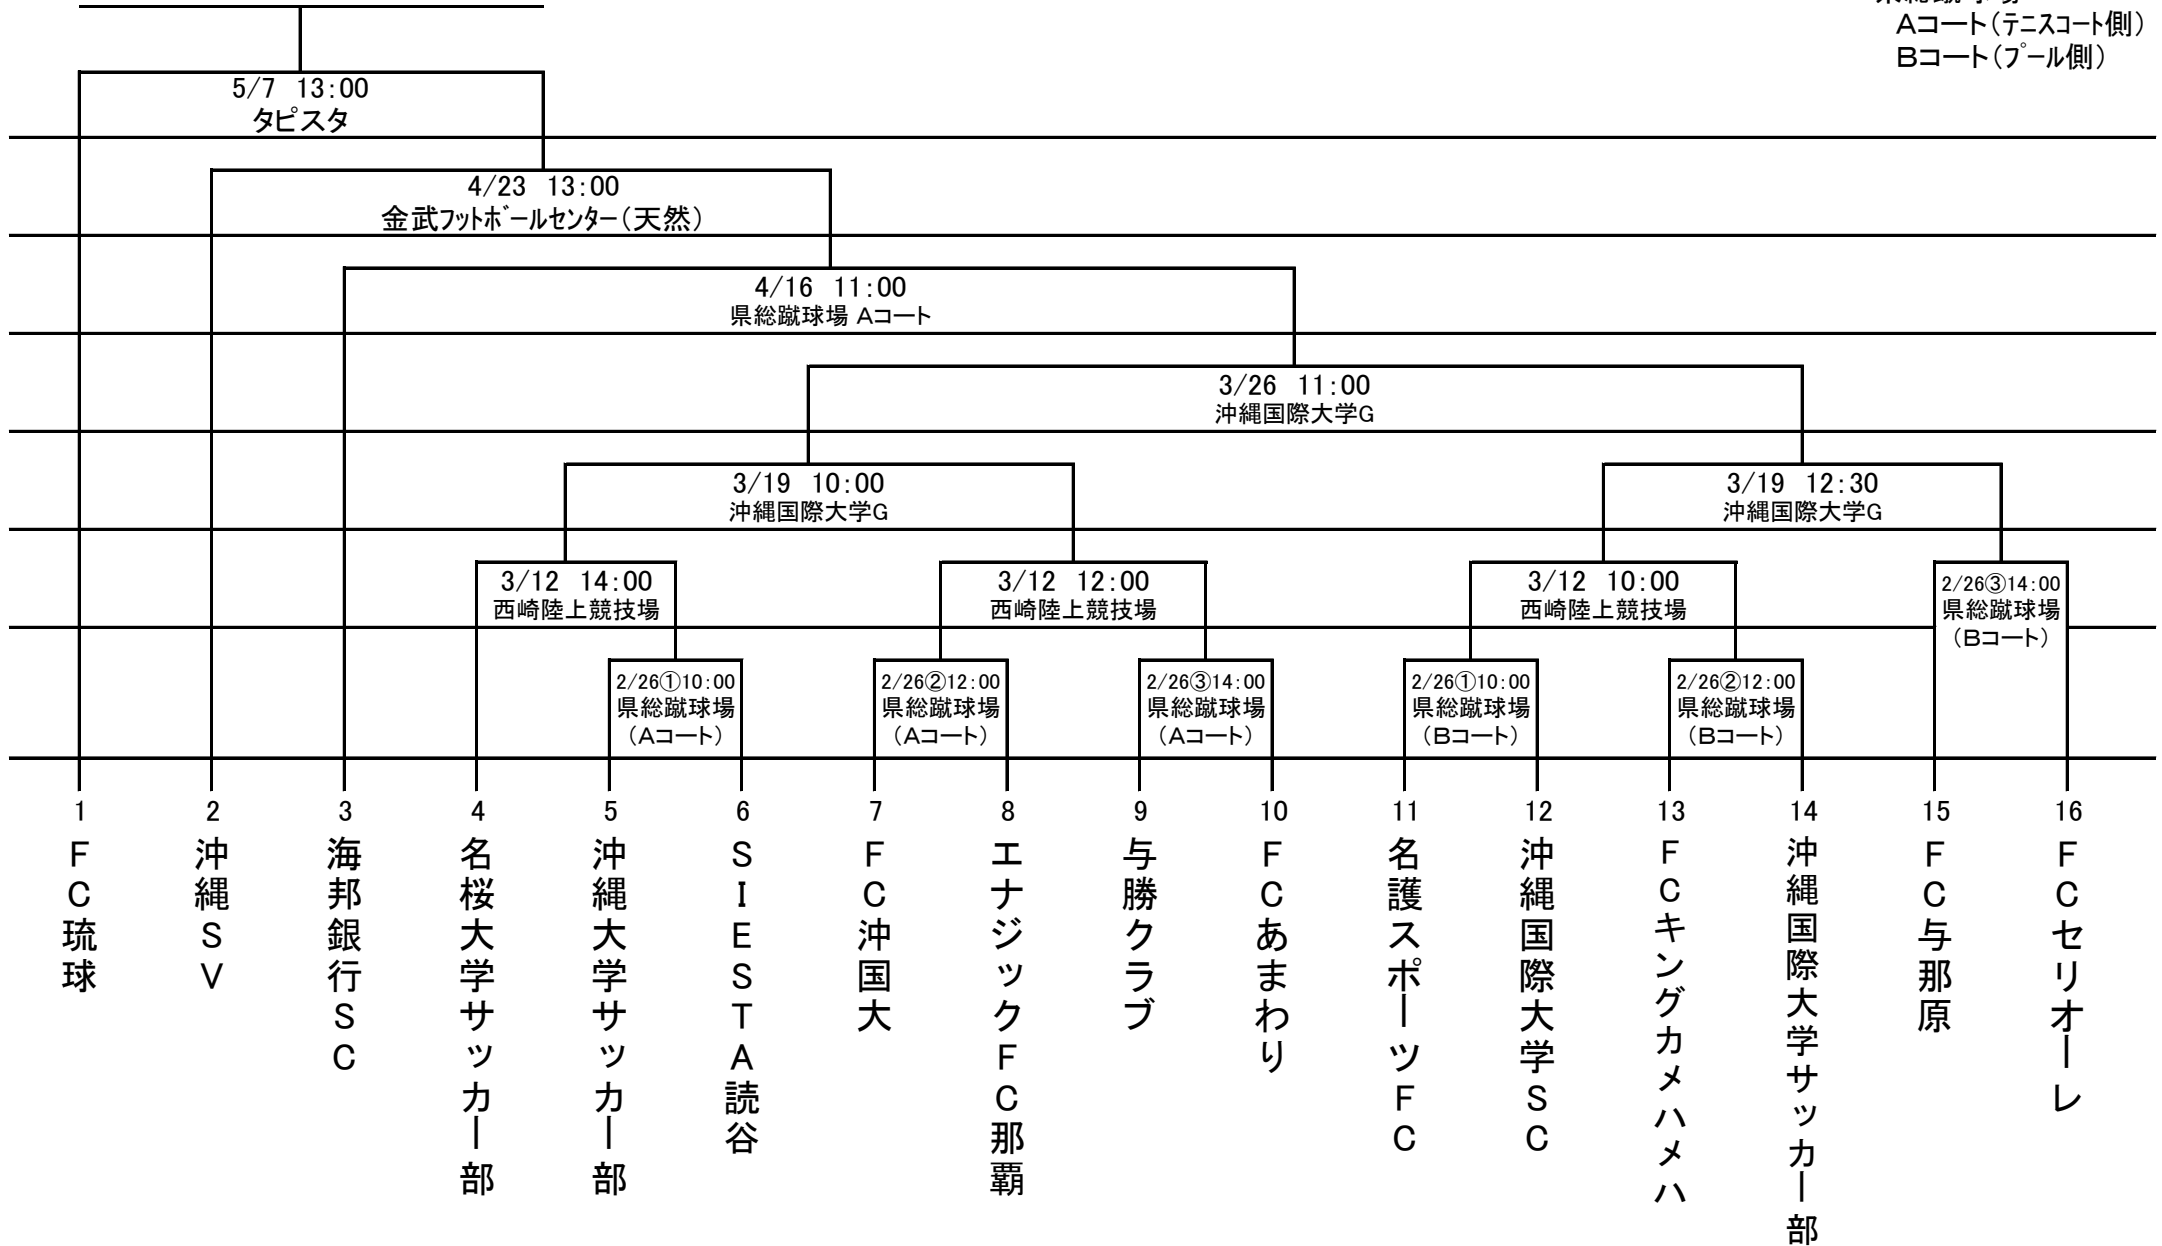 Aコート(テニスコート側)
Bコート(プール側)
5/7 13:00
タピスタ
4/23 13:00
金武フットボールセンター(天然)
4/16 11:00
県総蹴球場 Aコート
3/26 11:00
沖縄国際大学G
3/19 10:00
沖縄国際大学G
3/19 12:30
沖縄国際大学G
3/12 14:00
西崎陸上競技場
3/12 12:00
西崎陸上競技場
3/12 10:00
西崎陸上競技場
2/26③14:00
県総蹴球場
(Bコート)
2/26①10:00
県総蹴球場
(Aコート)
2/26②12:00
県総蹴球場
(Aコート)
2/26③14:00
県総蹴球場
(Aコート)
2/26①10:00
県総蹴球場
(Bコート)
2/26②12:00
県総蹴球場
(Bコート)
1
FC琉球
2
沖縄SV
3
海邦銀行SC
4
名桜大学サッカー部
5
沖縄大学サッカー部
6
SIESTA読谷
7
FC沖国大
8
エナジックFC那覇
9
与勝クラブ
10
FCあまわり
11
名護スポーツFC
12
沖縄国際大学SC
13
FCキングカメハメハ
14
沖縄国際大学サッカー部
15
FC与那原
16
FCセリオーレ